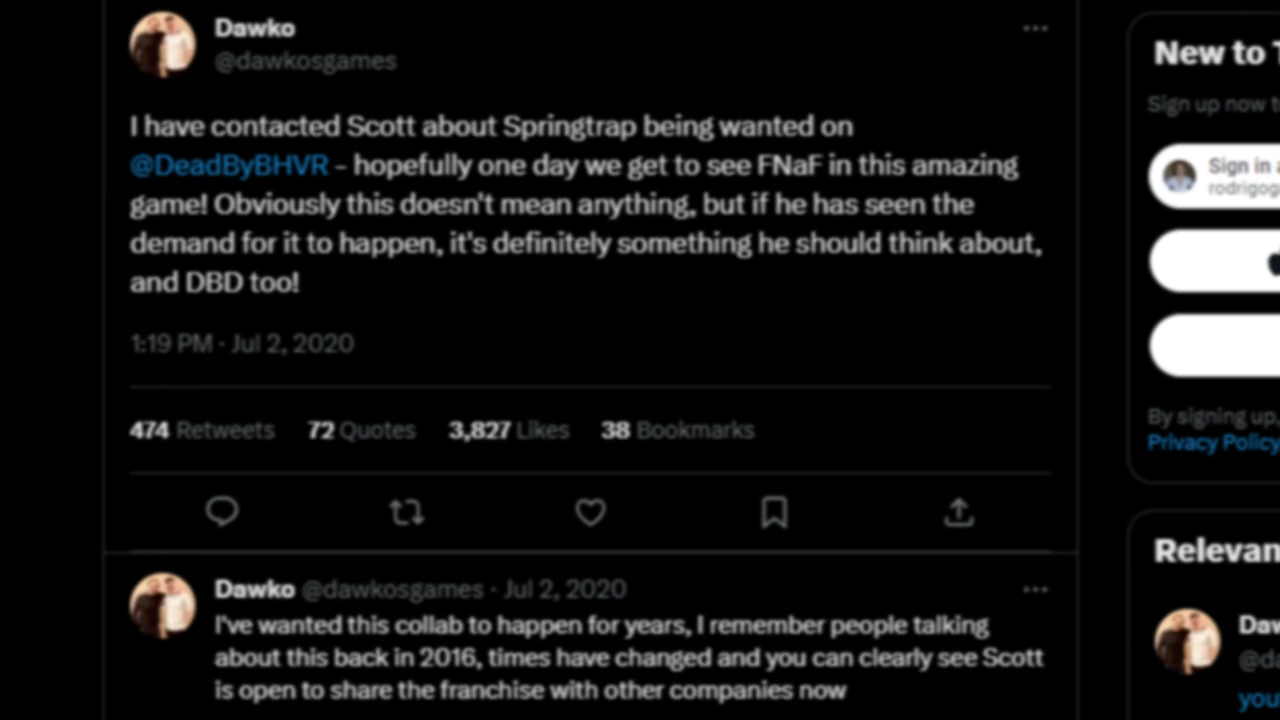 Dawko
@dawkosgames
I have contacted Scott about Springtrap being wanted on
@DeadByBHVR - hopefully one day we get to see FNaF in this amazing
game! Obviously this doesn't mean anything, but if he has seen the
demand for it to happen, it's definitely something he should think about,
and DBD too!
1:19 PM · Jul 2, 2020
474 Retweets 72 Quotes 3,827 Likes 38 Bookmarks
Dawko @dawkosgames · Jul 2, 2020
I've wanted this collab to happen for years, I remember people talking
about this back in 2016, times have changed and you can clearly see Scott
is open to share the franchise with other companies now
New to
Sign up now
Sign in
rodrigog
By signing up,
Privacy Policy
Relevan
Daw
@da
you